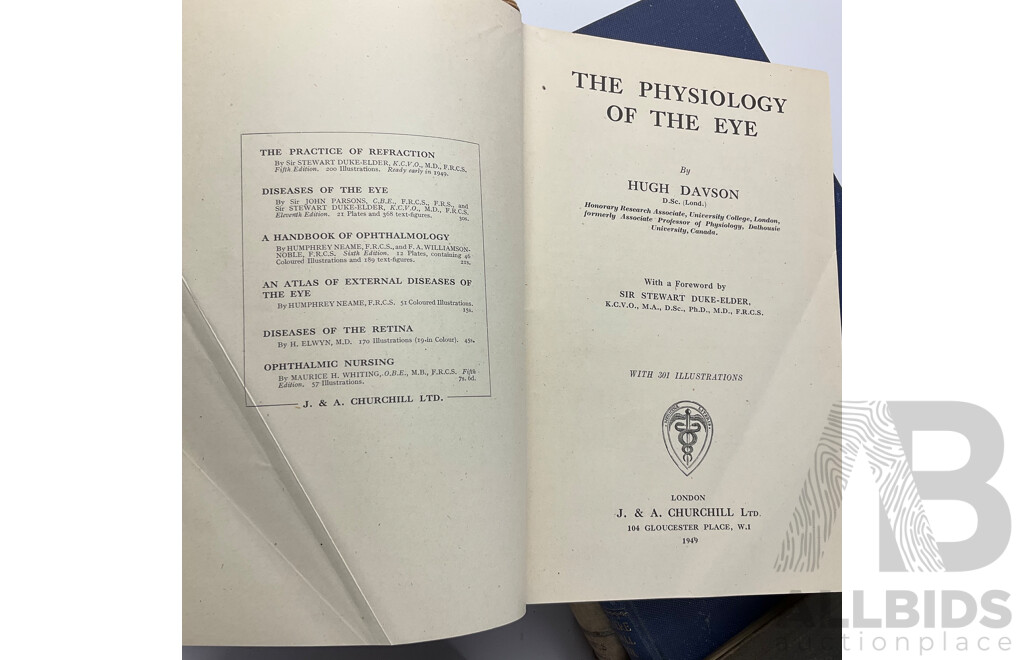 THE PRACTICE OF REFRACTION
By Sir STEWART DUKE-ELDER, K.C.V.O., M.D., F.R.C.S.
Fifth Edition. 200 Illustrations. Ready early in 1949.
DISEASES OF THE EYE
By Sir JOHN PARSONS, C.B.E., F.R.C.S., F.R.S., and
Sir STEWART DUKE-ELDER, K.C.V.O., M.D., F.R.C.S.
Eleventh Edition. 21 Plates and 368 text-figures. 30s.
A HANDBOOK OF OPHTHALMOLOGY
By HUMPHREY NEAME, F.R.C.S., and F. A. WILLIAMSON-
NOBLE, F.R.C.S. Sixth Edition. 12 Plates, containing 46
Coloured Illustrations and 189 text-figures. 22s.
AN ATLAS OF EXTERNAL DISEASES OF
THE EYE
By HUMPHREY NEAME, F.R.C.S. 51 Coloured Illustrations.
15s.
DISEASES OF THE RETINA
By H. ELWYN, M.D. 170 Illustrations (19 in Colour). 45s.
OPHTHALMIC NURSING
By MAURICE H. WHITING, O.B.E., M.B., F.R.C.S. Fifth
Edition. 57 Illustrations. 7s. 6d.
J. & A. CHURCHILL LTD.
THE PHYSIOLOGY
OF THE EYE
By
HUGH DAVSON
D.Sc. (Lond.)
Honorary Research Associate, University College, London,
formerly Associate Professor of Physiology, Dalhousie
University, Canada.
With a Foreword by
SIR STEWART DUKE-ELDER,
K.C.V.O., M.A., D.Sc., Ph.D., M.D., F.R.C.S.
WITH 301 ILLUSTRATIONS
LONDON
J. & A. CHURCHILL LTD.
104 GLOUCESTER PLACE, W.1
1949
AB
ALLBIDS
auctionplace